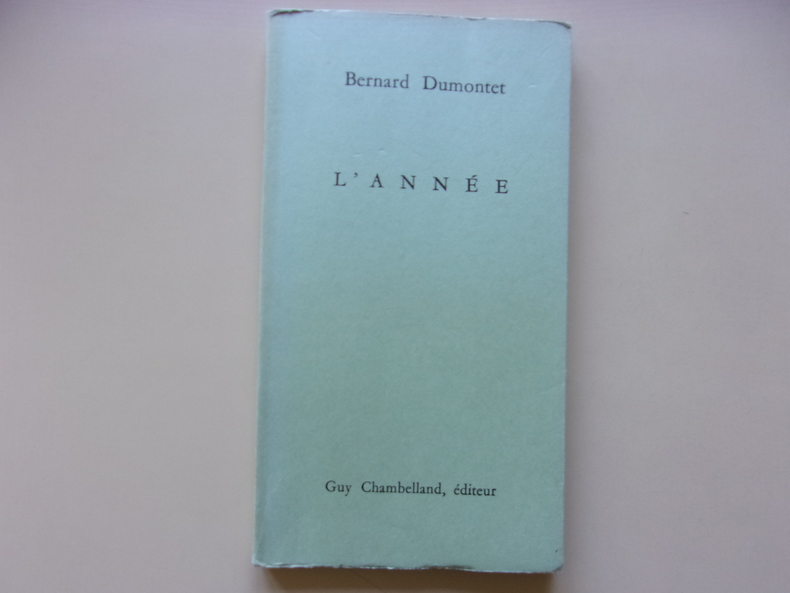 Bernard Dumontet
L'ANNÉE
Guy Chambelland, éditeur